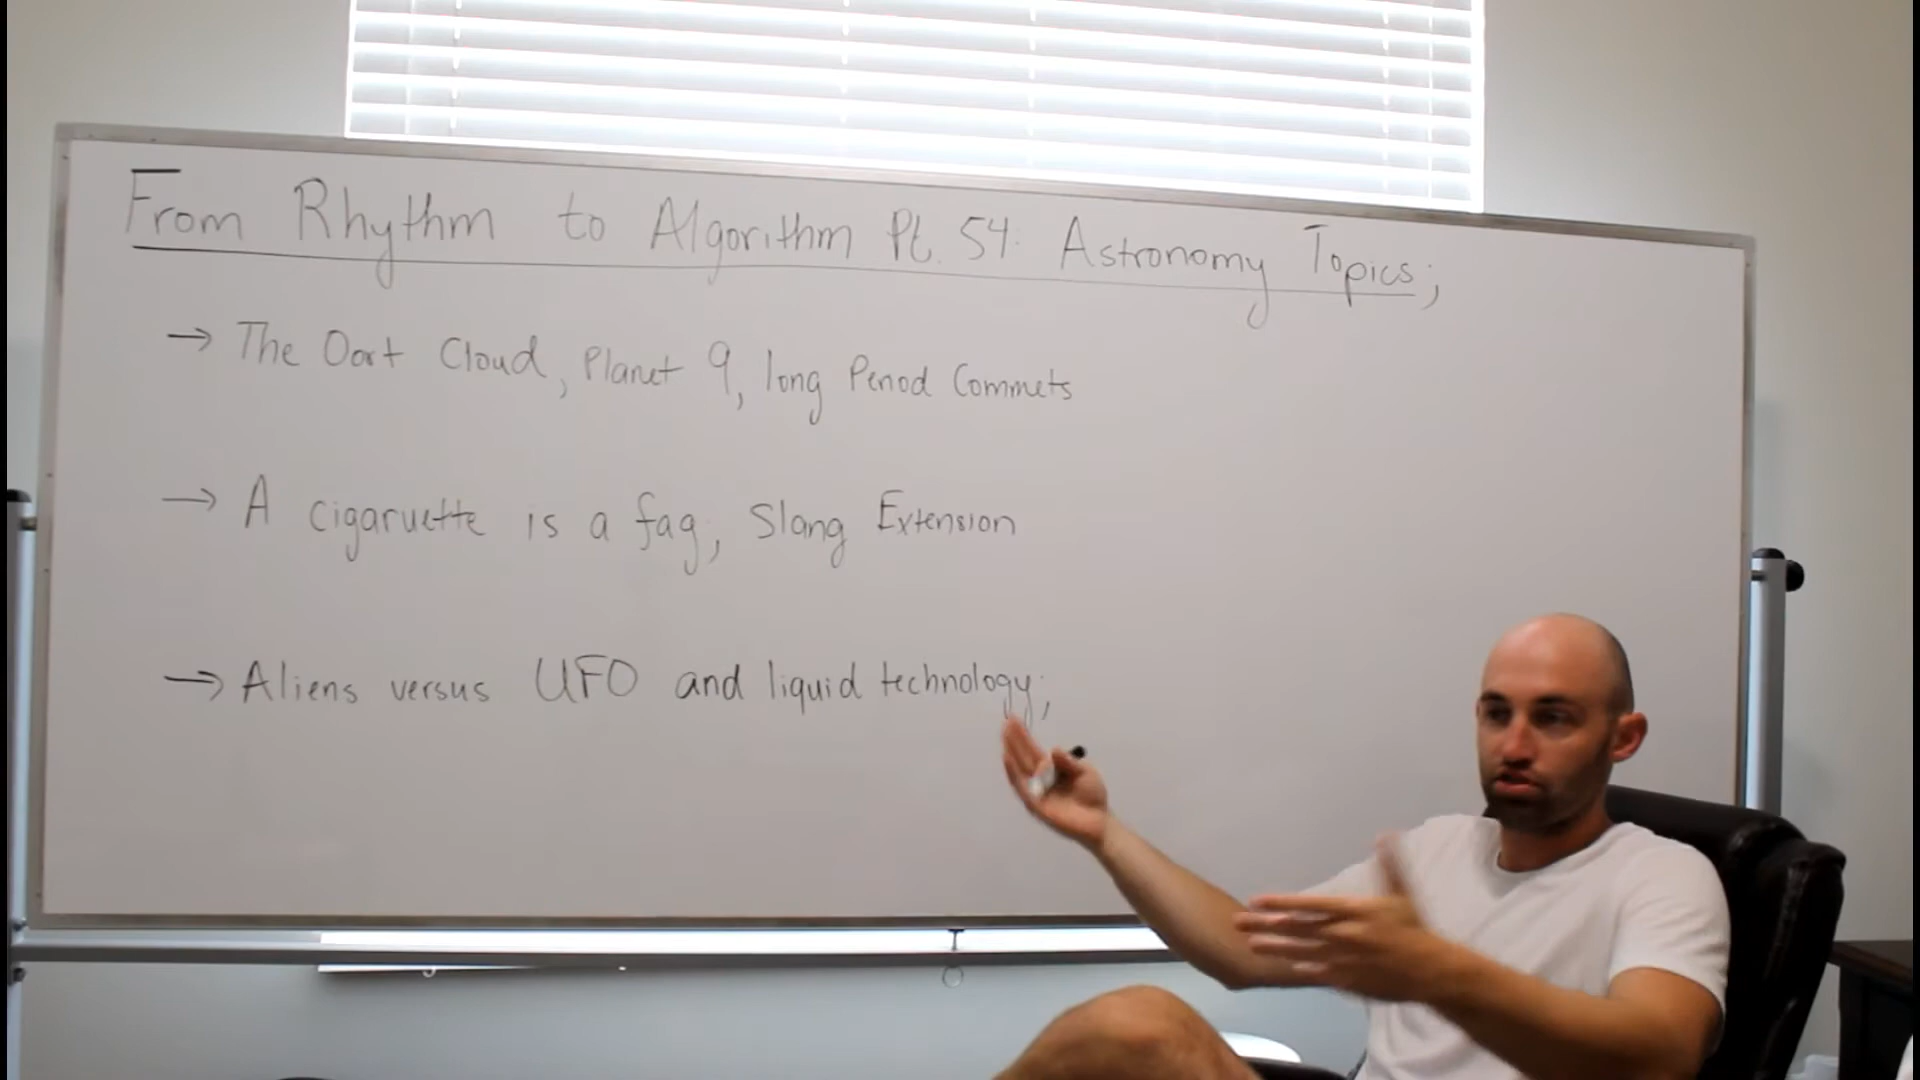 From Rhythm to Algorithm Pt. 54. Astronomy Topics;
→ The Oort Cloud, Planet 9, long Period Commets
→ A cigaruette is a fag, Slang Extension
→ Aliens versus UFO and liquid technology;